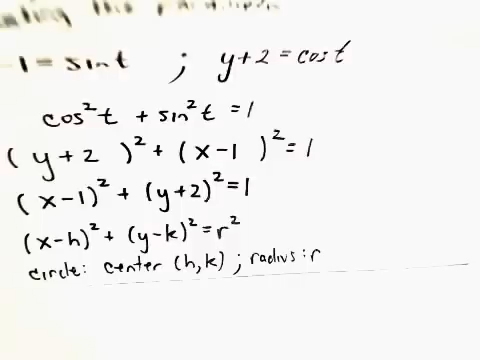 -1 = sin t ; y+2 = cos t
cos²t + sin²t = 1
(y+2)² + (x-1)² = 1
(x-1)² + (y+2)² = 1
(x-h)² + (y-k)² = r²
circle: center (h,k) ; radius: r